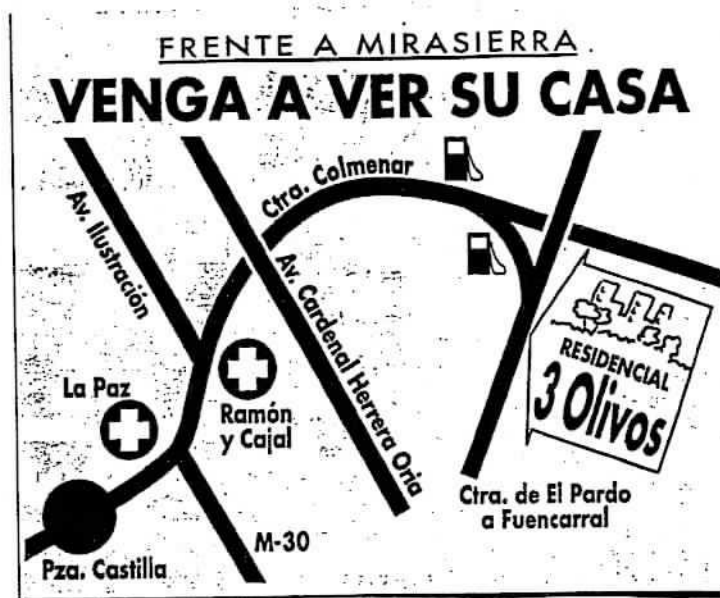 FRENTE A MIRASIERRA
VENGA A VER SU CASA
Av. Ilustración
Ctra. Colmenar
Av. Cardenal Herrera Oria
La Paz
Ramón
y Cajal
RESIDENCIAL
3 Olivos
Ctra. de El Pardo
a Fuencarral
M-30
Pza. Castilla